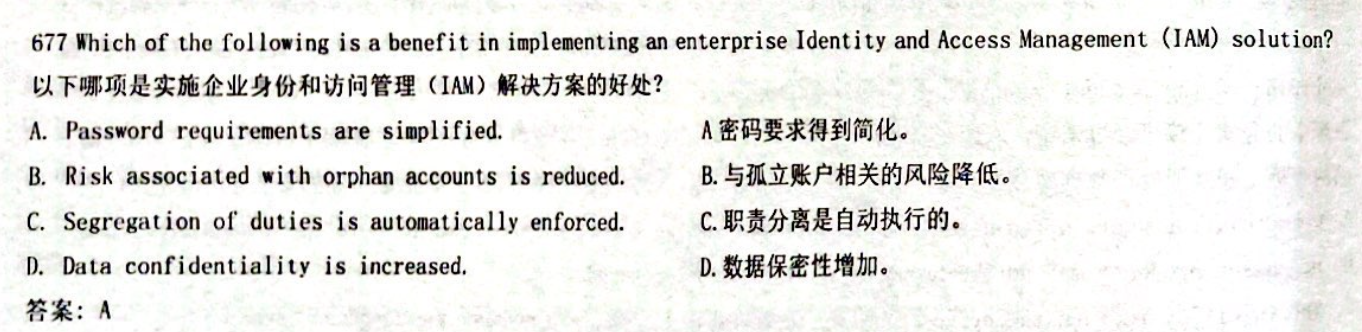 677 Which of the following is a benefit in implementing an enterprise Identity and Access Management (IAM) solution?
以下哪项是实施企业身份和访问管理（IAM）解决方案的好处？
A. Password requirements are simplified. A 密码要求得到简化。
B. Risk associated with orphan accounts is reduced. B. 与孤立账户相关的风险降低。
C. Segregation of duties is automatically enforced. C. 职责分离是自动执行的。
D. Data confidentiality is increased. D. 数据保密性增加。
答案：A